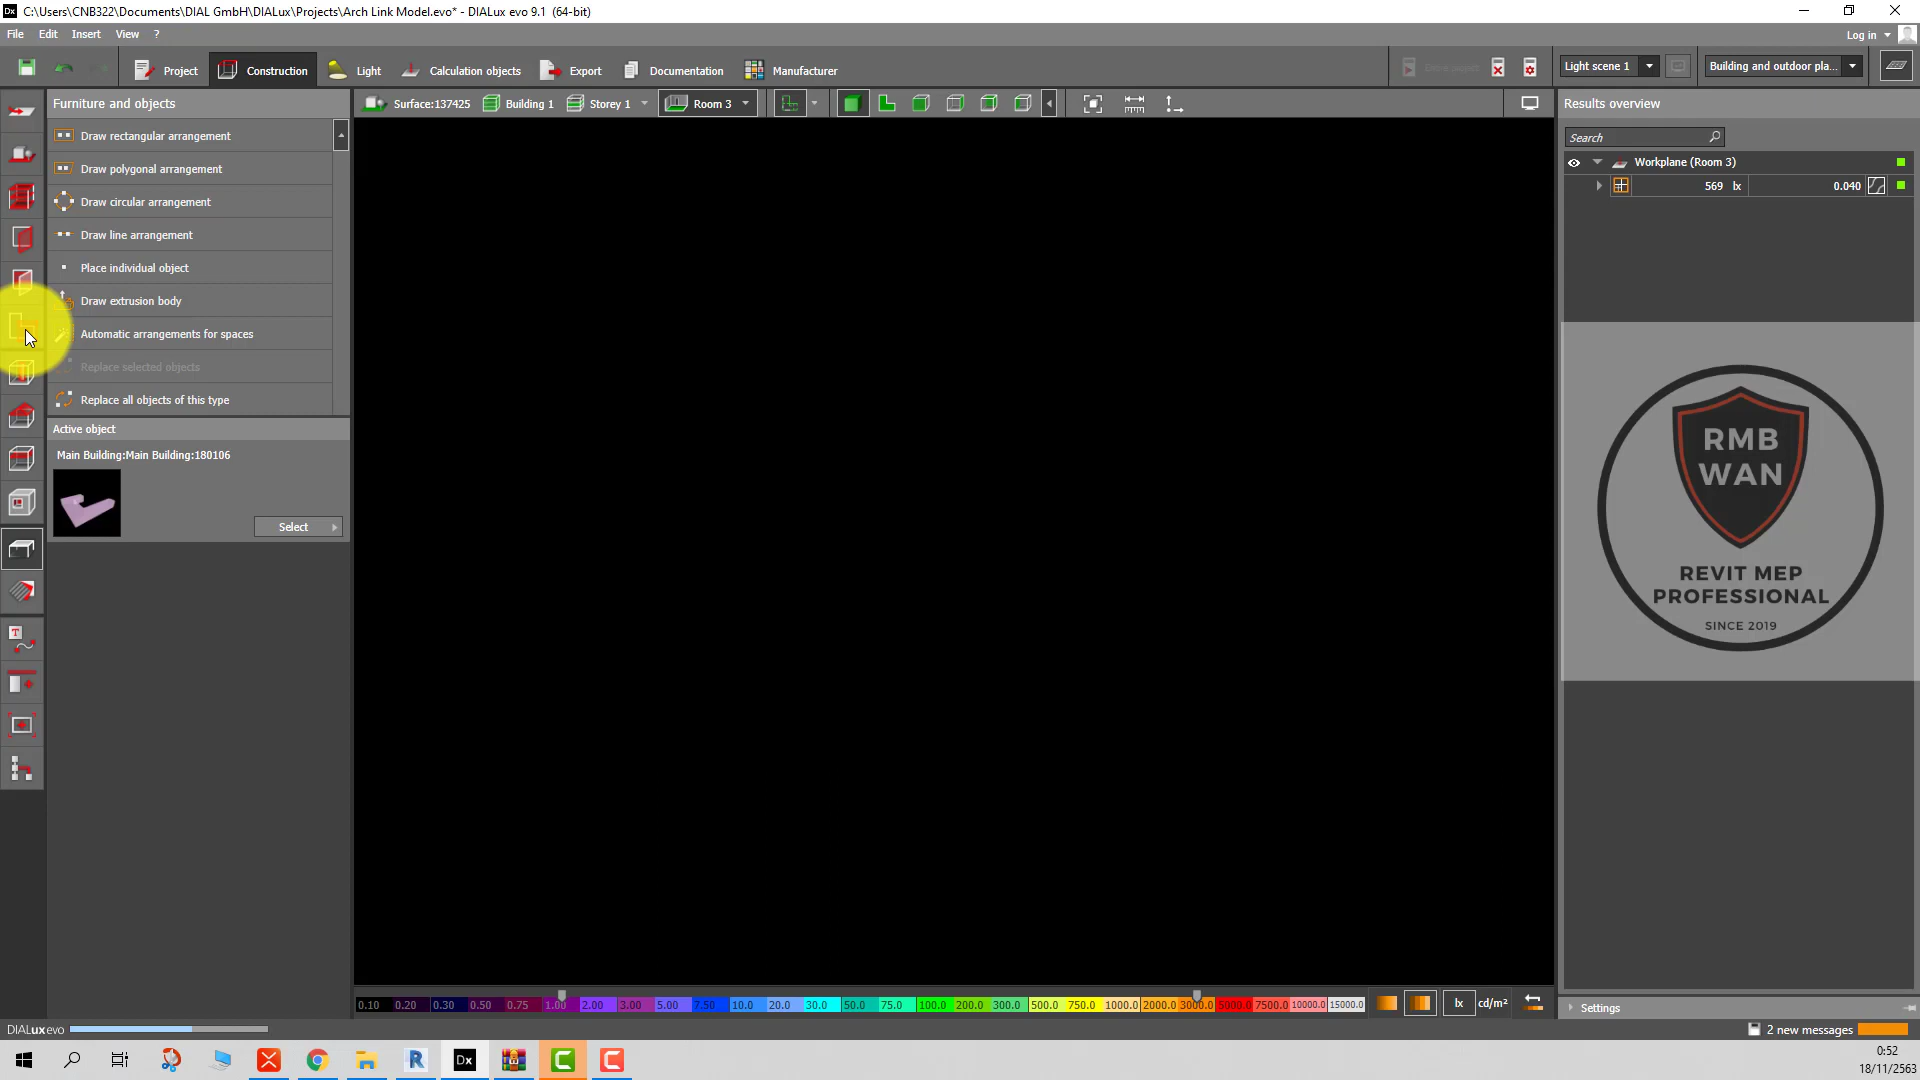 C:\Users\CNB322\Documents\DIAL GmbH\DIALux\Projects\Arch Link Model.evo* - DIALux evo 9.1 (64-bit)
File Edit Insert View ?
Log in
Project Construction Light Calculation objects Export Documentation Manufacturer
Light scene 1
Building and outdoor pla...
Furniture and objects
Surface:137425 Building 1 Storey 1 Room 3
Results overview
Draw rectangular arrangement
Draw polygonal arrangement
Draw circular arrangement
Draw line arrangement
Place individual object
Draw extrusion body
Automatic arrangements for spaces
Replace selected objects
Replace all objects of this type
Active object
Main Building:Main Building:180106
Select
Search
Workplane (Room 3)
569 lx 0.040
RMB
WAN
REVIT MEP
PROFESSIONAL
SINCE 2019
0.10 0.20 0.30 0.50 0.75 1.00 2.00 3.00 5.00 7.50 10.0 20.0 30.0 50.0 75.0 100.0 200.0 300.0 500.0 750.0 1000.0 2000.0 3000.0 5000.0 7500.0 10000.0 15000.0
lx cd/m²
Settings
DIALux evo
2 new messages
0:52
18/11/2563